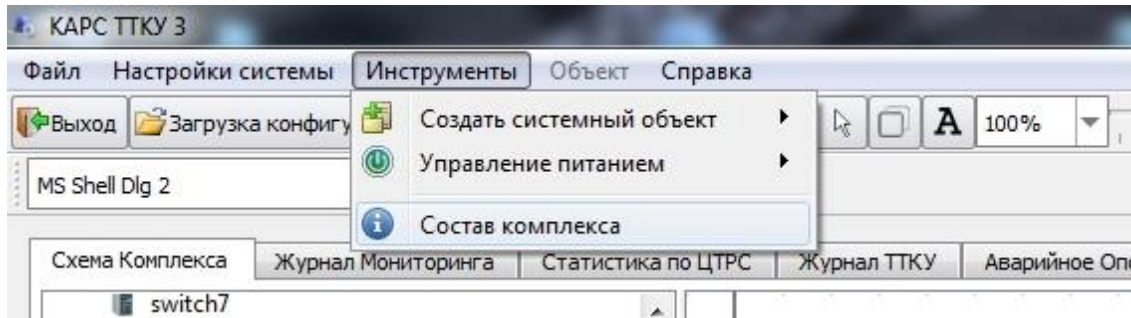 КАРС ТТКУ 3
Файл Настройки системы Инструменты Объект Справка
Выход Загрузка конфигу А 100%
Создать системный объект
Управление питанием
MS Shell Dlg 2
Состав комплекса
Схема Комплекса Журнал Мониторинга Статистика по ЦТРС Журнал ТТКУ Аварийное Опо
switch7